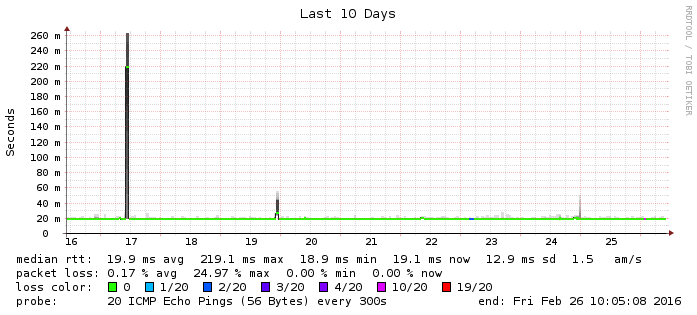 Last 10 Days
RRDTOOL / TOBI OETIKER
Seconds
260 m
240 m
220 m
200 m
180 m
160 m
140 m
120 m
100 m
80 m
60 m
40 m
20 m
0
16 17 18 19 20 21 22 23 24 25
median rtt: 19.9 ms avg 219.1 ms max 18.9 ms min 19.1 ms now 12.9 ms sd 1.5 am/s
packet loss: 0.17 % avg 24.97 % max 0.00 % min 0.00 % now
loss color: 0 1/20 2/20 3/20 4/20 10/20 19/20
probe: 20 ICMP Echo Pings (56 Bytes) every 300s end: Fri Feb 26 10:05:08 2016